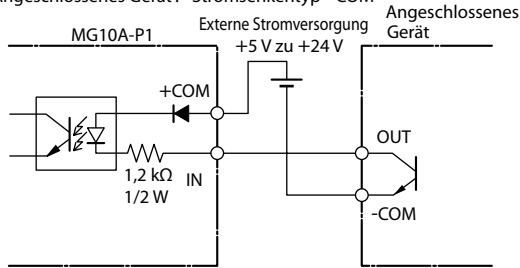 Angeschlossenes Gerät : Stromsenkentyp -COM
Externe Stromversorgung
+5 V zu +24 V
Angeschlossenes
Gerät
MG10A-P1
+COM
OUT
1,2 kΩ
1/2 W
IN
-COM